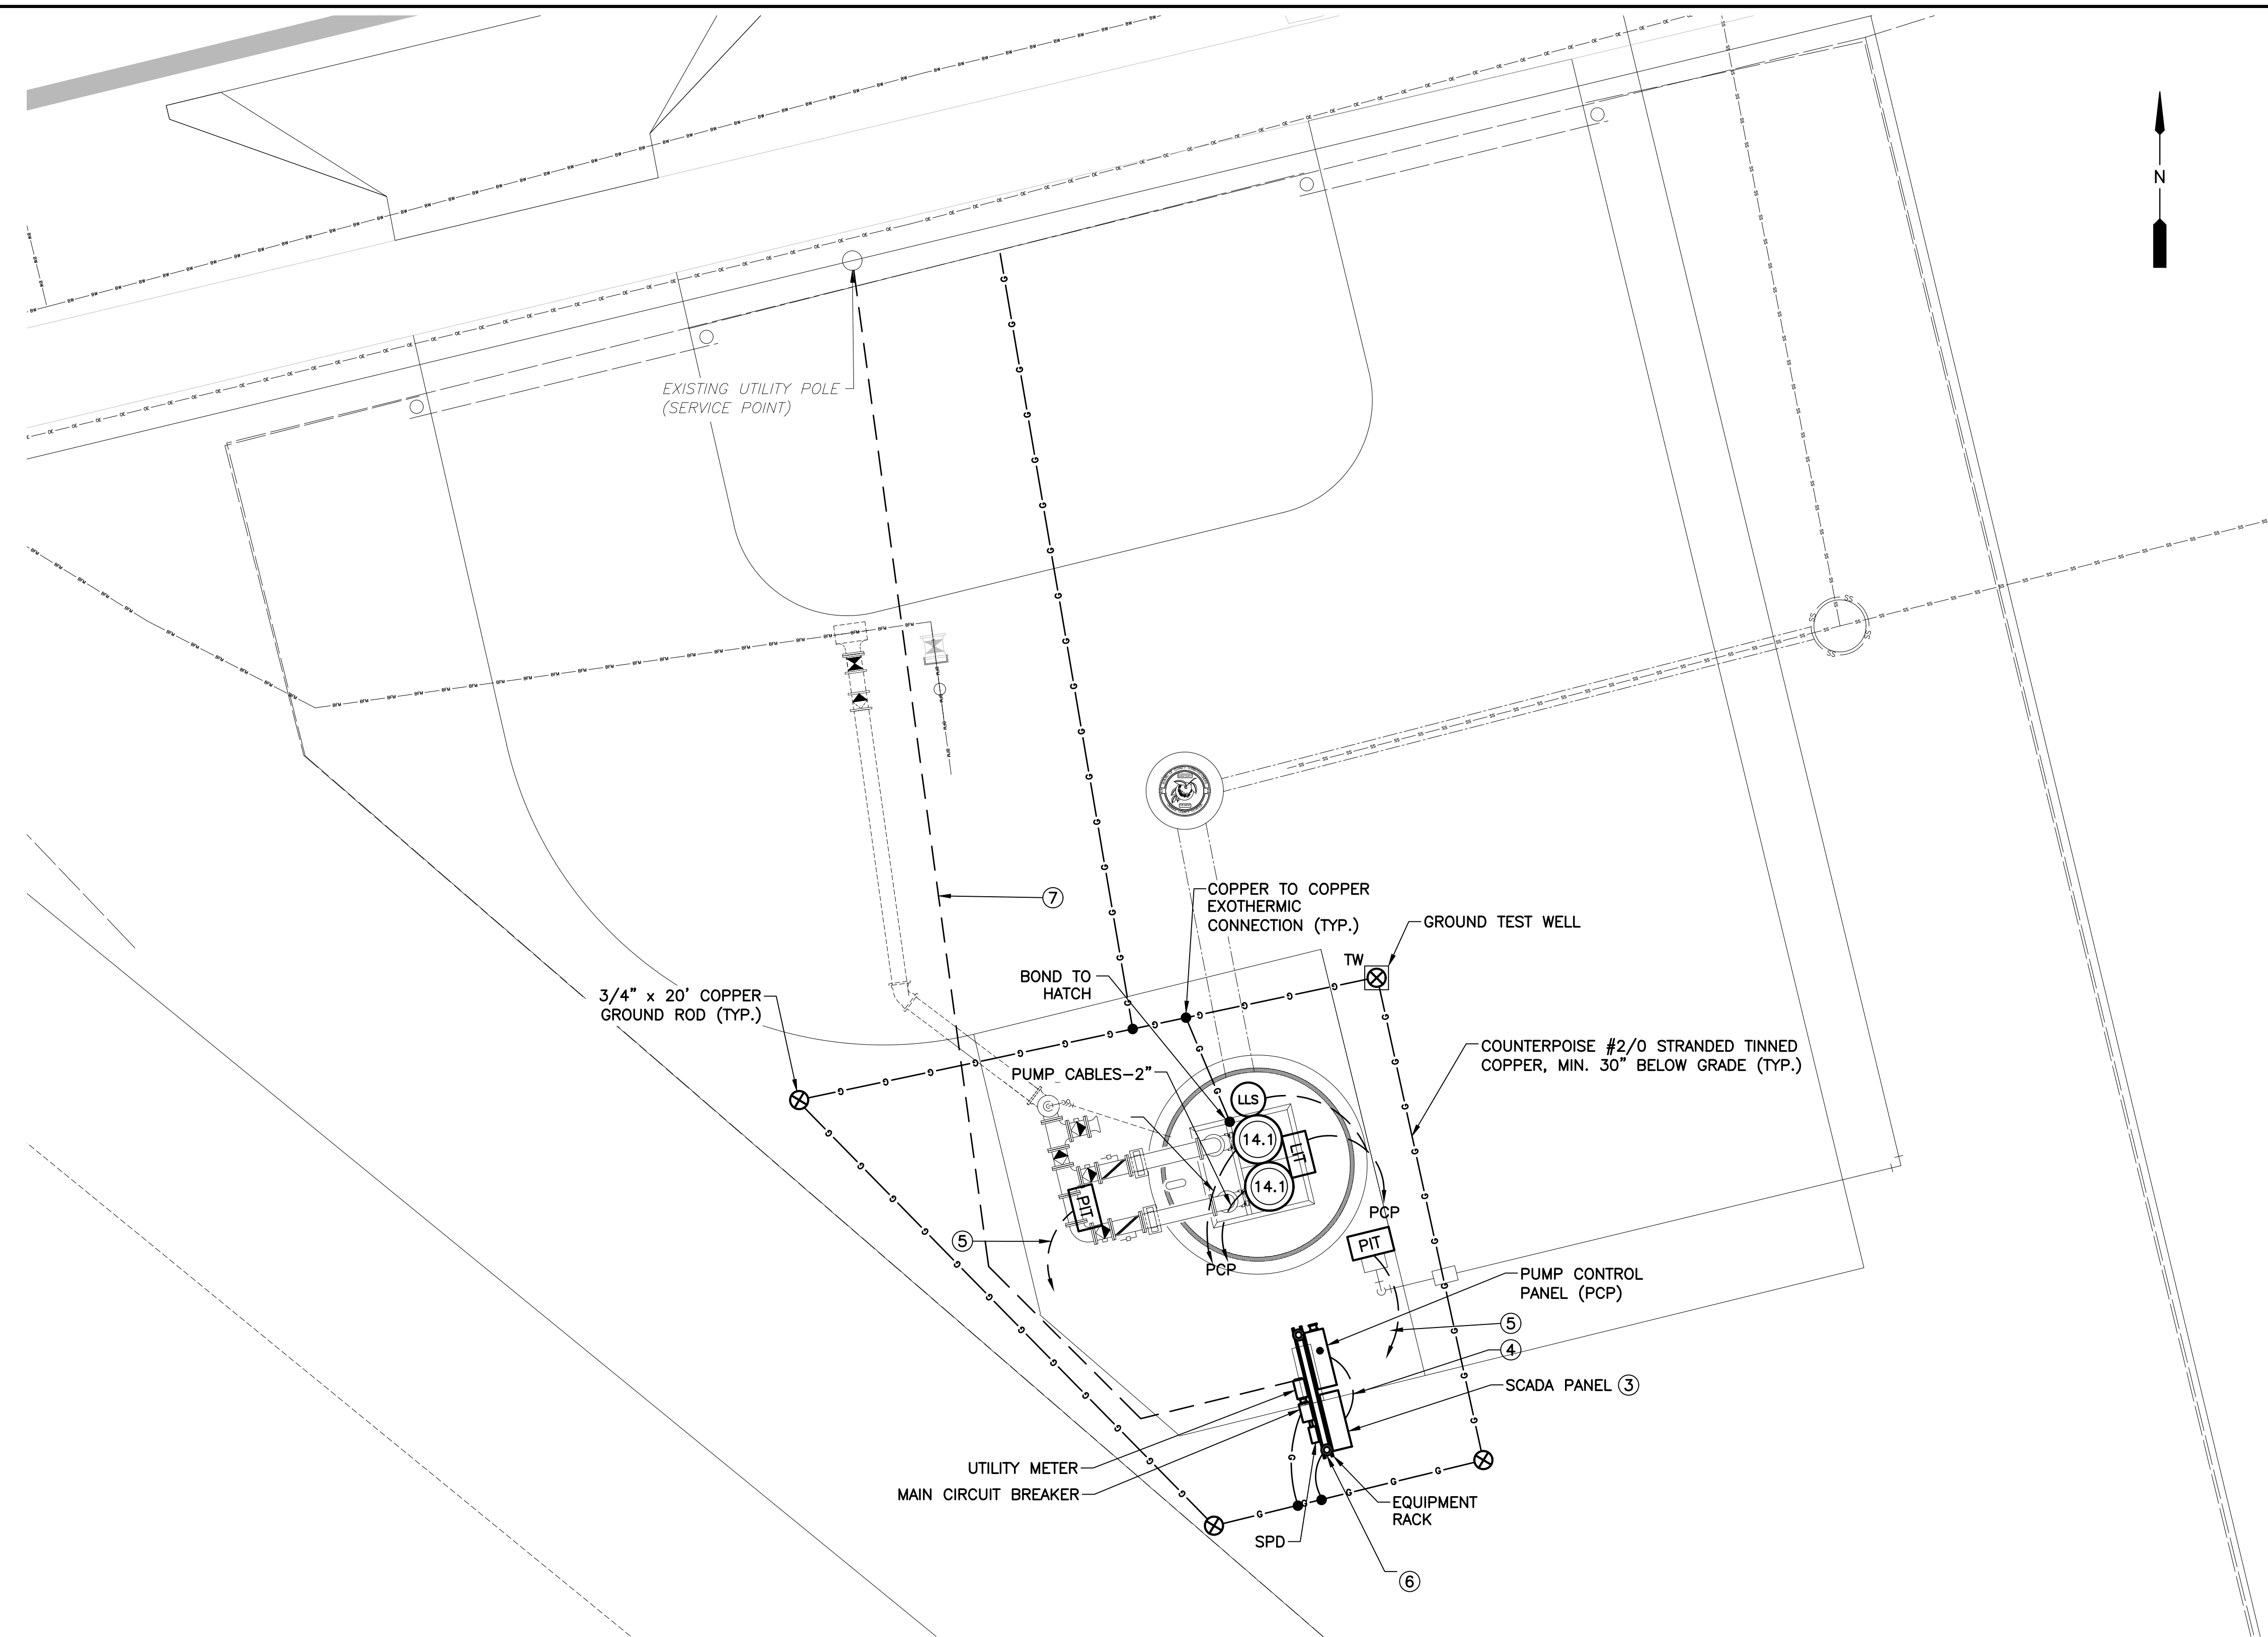 N
EXISTING UTILITY POLE
(SERVICE POINT)
7
COPPER TO COPPER
EXOTHERMIC
CONNECTION (TYP.)
GROUND TEST WELL
TW
BOND TO
HATCH
3/4" x 20' COPPER
GROUND ROD (TYP.)
COUNTERPOISE #2/0 STRANDED TINNED
COPPER, MIN. 30" BELOW GRADE (TYP.)
PUMP CABLES-2"
LLS
14.1
LIT
14.1
PIT
PCP
5
PIT
PCP
PUMP CONTROL
PANEL (PCP)
5
4
SCADA PANEL 3
UTILITY METER
MAIN CIRCUIT BREAKER
EQUIPMENT
RACK
SPD
6